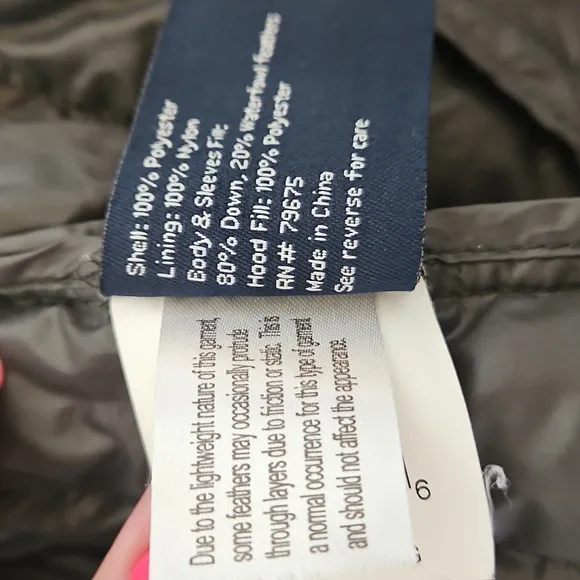 Shell: 100% Polyester
Lining: 100% Nylon
Body & Sleeves Fill:
80% Down, 20% Waterfowl Feathers
Hood Fill: 100% Polyester
RN# 79675
Made in China
See reverse for care
Due to the lightweight nature of this garment,
some feathers may occasionally protrude
through layers due to friction or static. This is
a normal occurrence for this type of garment
and should not affect the appearance.
6